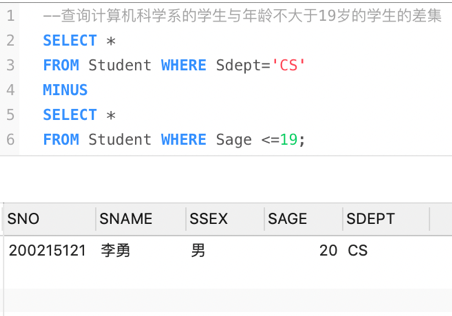 1 --查询计算机科学系的学生与年龄不大于19岁的学生的差集
2 SELECT *
3 FROM Student WHERE Sdept='CS'
4 MINUS
5 SELECT *
6 FROM Student WHERE Sage <=19;
SNO SNAME SSEX SAGE SDEPT
200215121 李勇 男 20 CS